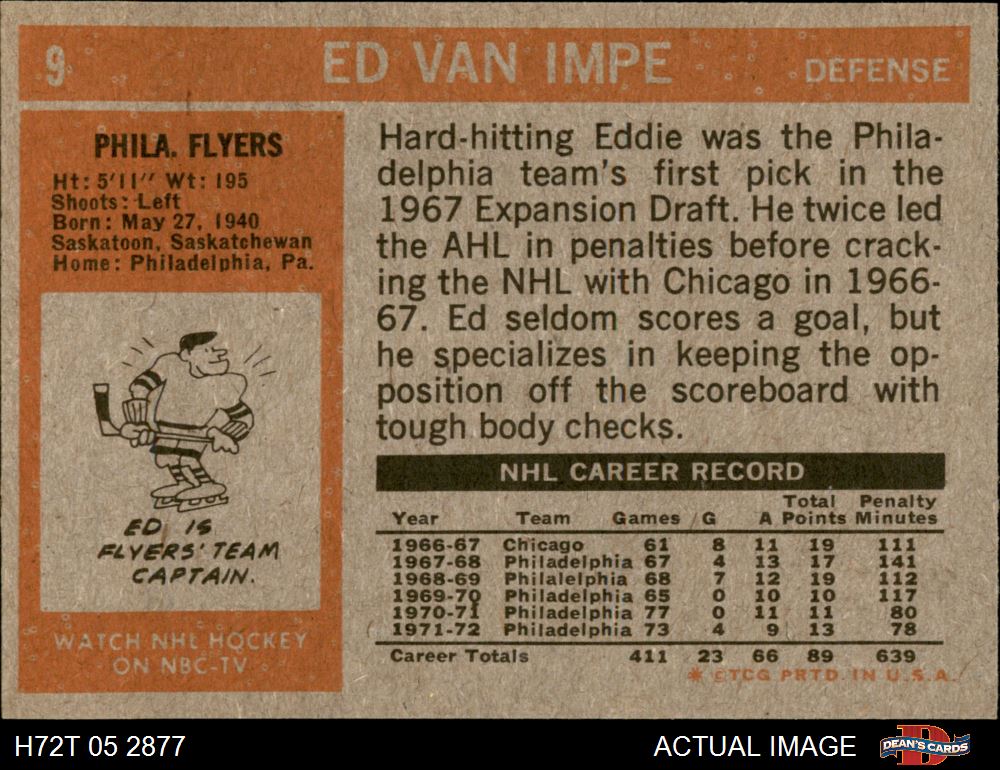 9 ED VAN IMPE DEFENSE
PHILA. FLYERS
Ht: 5'11" Wt: 195
Shoots: Left
Born: May 27, 1940
Saskatoon, Saskatchewan
Home: Philadelphia, Pa.
ED IS
FLYERS' TEAM
CAPTAIN.
WATCH NHL HOCKEY
ON NBC-TV
Hard-hitting Eddie was the Phila-
delphia team's first pick in the
1967 Expansion Draft. He twice led
the AHL in penalties before crack-
ing the NHL with Chicago in 1966-
67. Ed seldom scores a goal, but
he specializes in keeping the op-
position off the scoreboard with
tough body checks.
NHL CAREER RECORD
Total Penalty
Year Team Games G A Points Minutes
1966-67 Chicago 61 8 11 19 111
1967-68 Philadelphia 67 4 13 17 141
1968-69 Philalelphia 68 7 12 19 112
1969-70 Philadelphia 65 0 10 10 117
1970-71 Philadelphia 77 0 11 11 80
1971-72 Philadelphia 73 4 9 13 78
Career Totals 411 23 66 89 639
* ©TCG PRTD. IN U.S.A.
H72T 05 2877 ACTUAL IMAGE DEAN'S CARDS